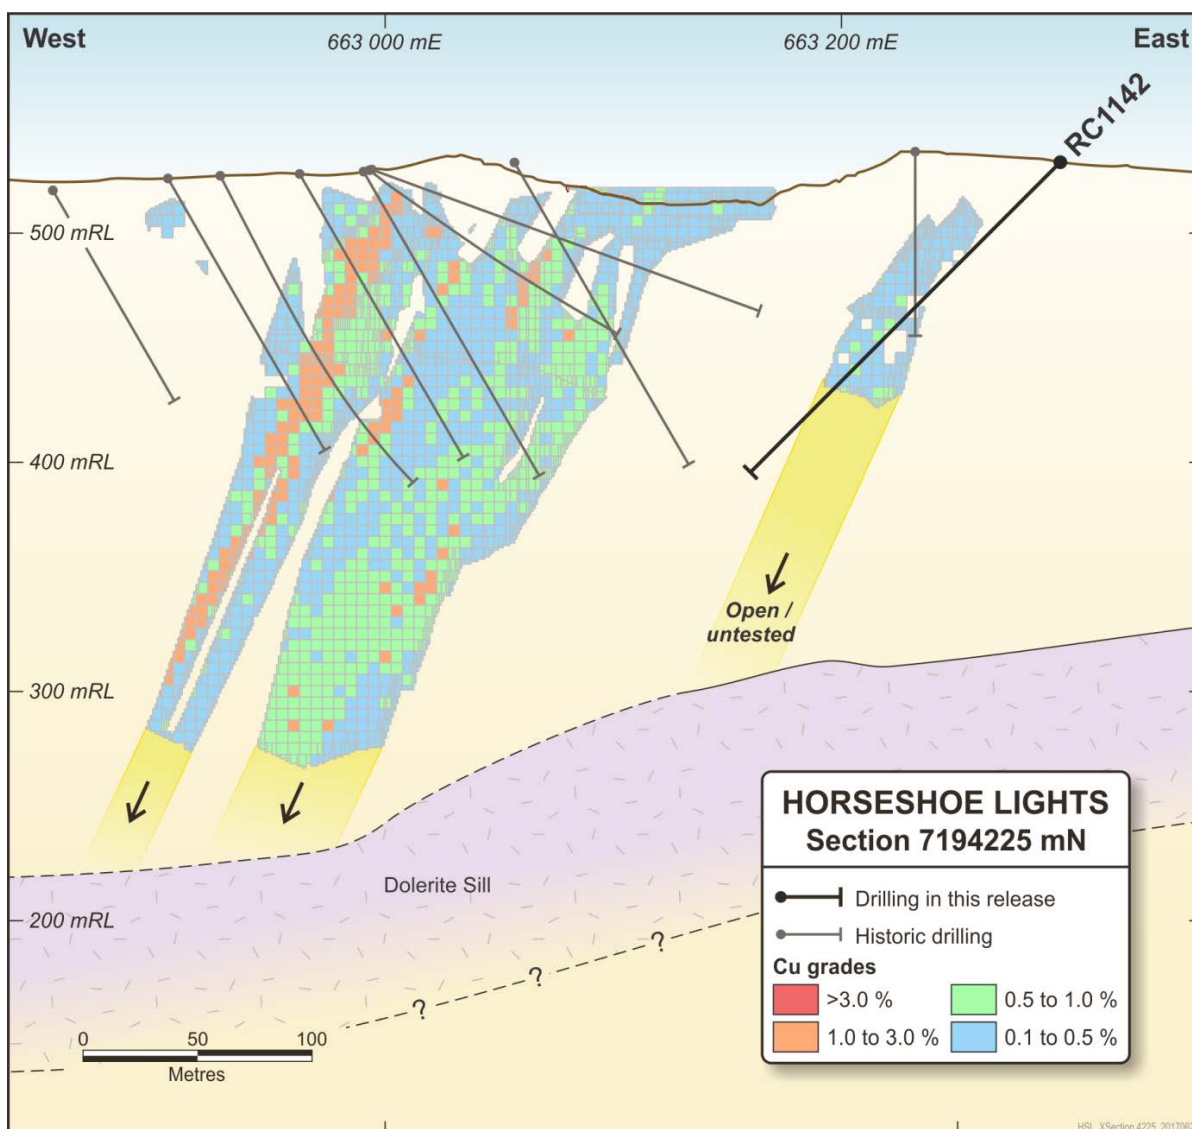 West
663 000 mE
663 200 mE
East
RC1142
500 mRL
400 mRL
Open /
untested
300 mRL
HORSESHOE LIGHTS
Section 7194225 mN
Dolerite Sill
Drilling in this release
200 mRL
Historic drilling
?
?
?
Cu grades
>3.0 %
0.5 to 1.0 %
1.0 to 3.0 %
0.1 to 0.5 %
0
50
100
Metres
HSL_XSection 4225_201706